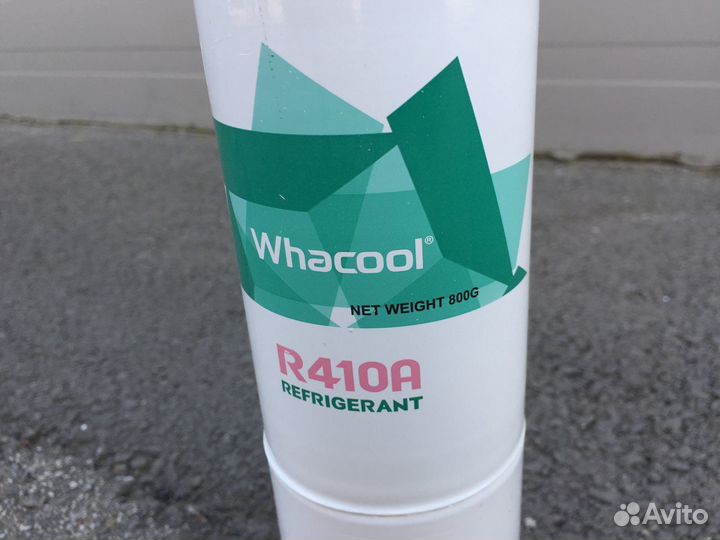 Whacool®
NET WEIGHT 800G
R410A
REFRIGERANT
Avito